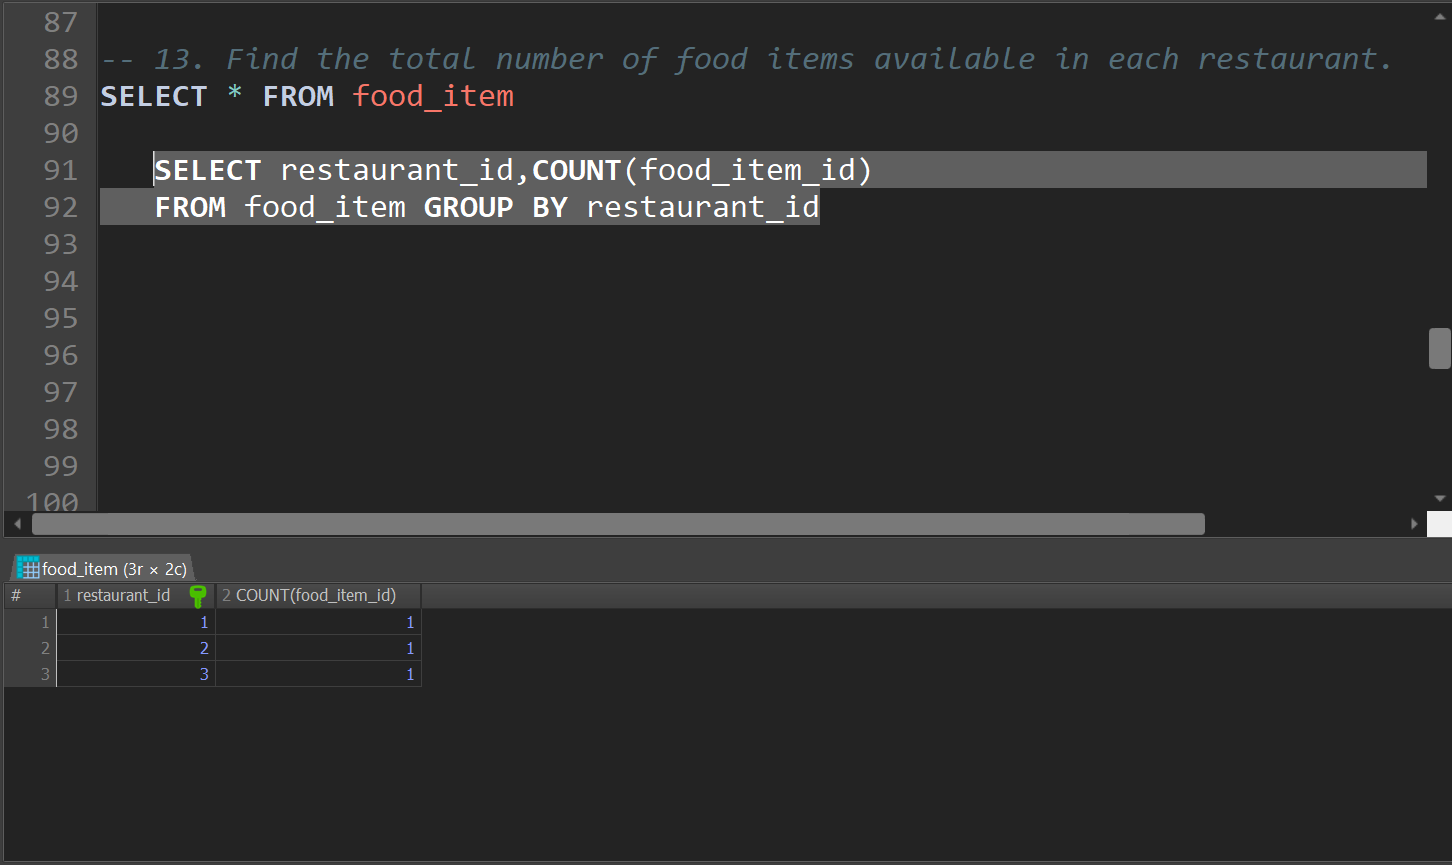 87
88 -- 13. Find the total number of food items available in each restaurant.
89 SELECT * FROM food_item
90
91 SELECT restaurant_id,COUNT(food_item_id)
92 FROM food_item GROUP BY restaurant_id
93
94
95
96
97
98
99
100
food_item (3r × 2c)
# 1 restaurant_id 2 COUNT(food_item_id)
1 1 1
2 2 1
3 3 1